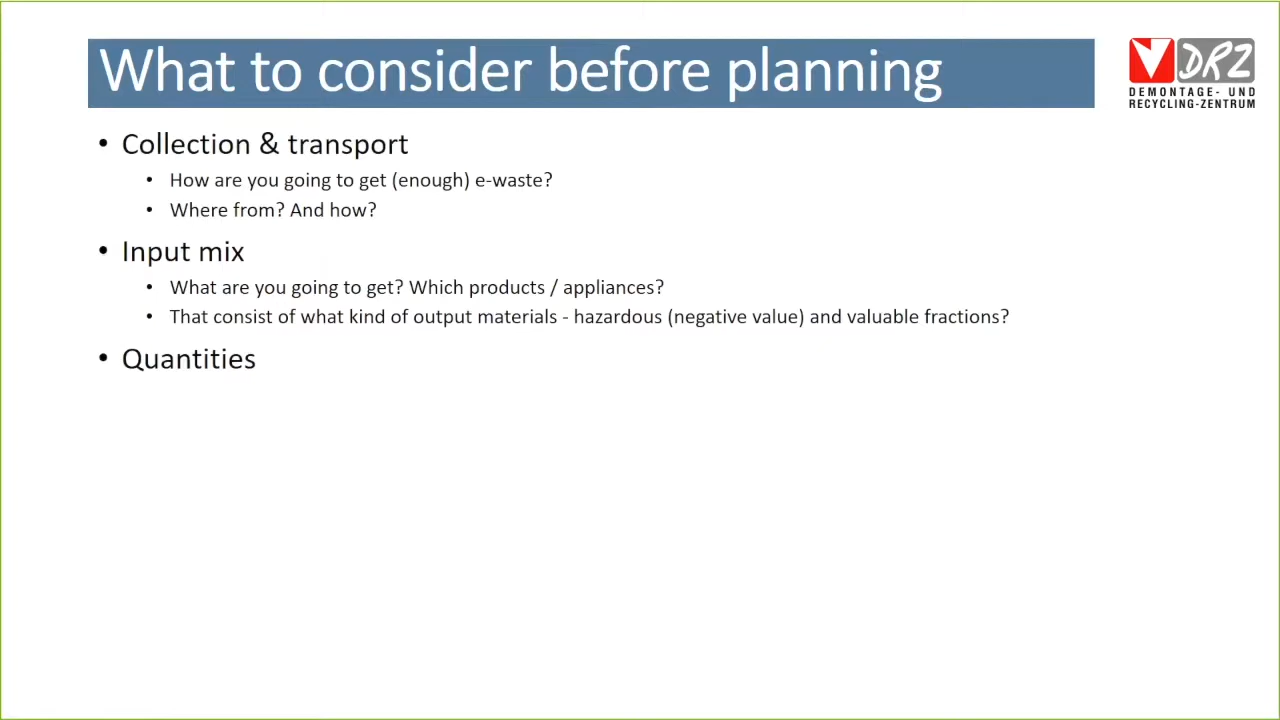 What to consider before planning
DRZ
DEMONTAGE- UND
RECYCLING-ZENTRUM
• Collection & transport
• How are you going to get (enough) e-waste?
• Where from? And how?
• Input mix
• What are you going to get? Which products / appliances?
• That consist of what kind of output materials - hazardous (negative value) and valuable fractions?
• Quantities